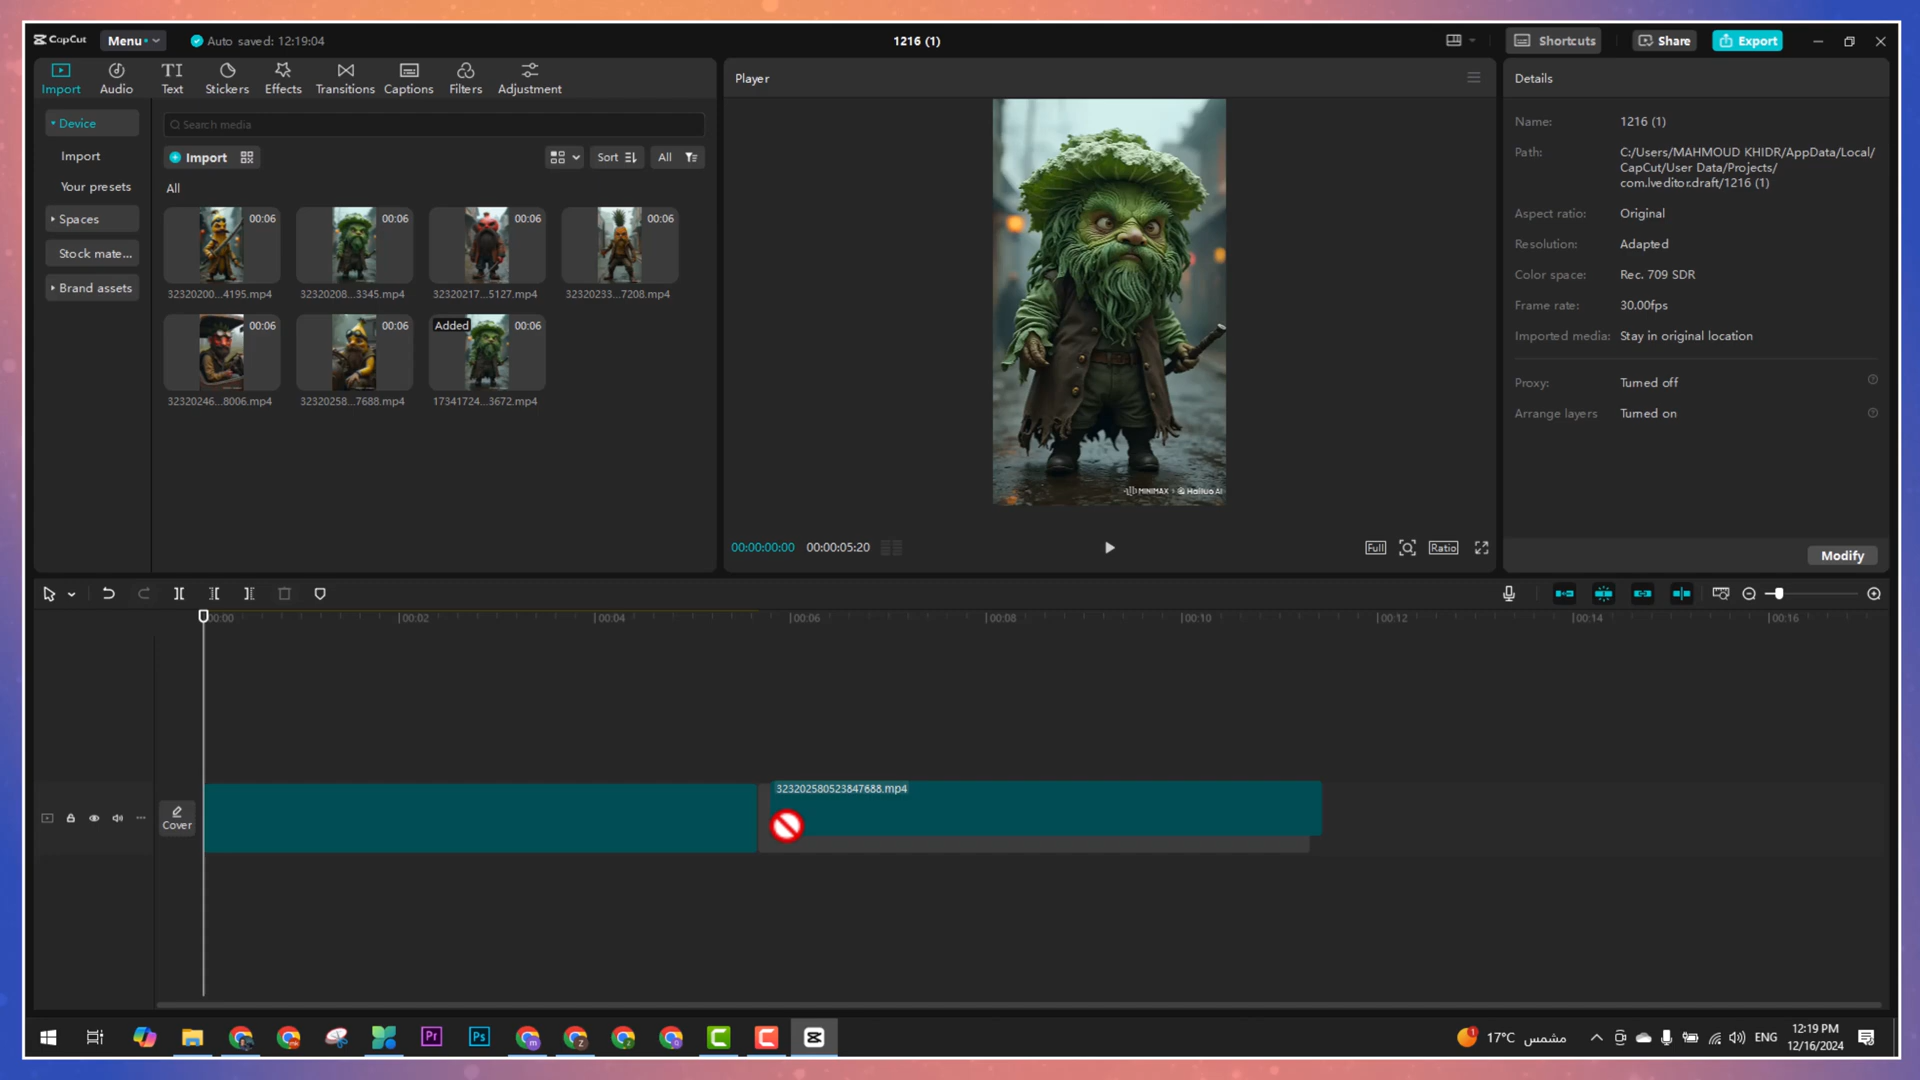 CapCut
Menu
Auto saved: 12:19:04
1216 (1)
Shortcuts
Share
Export
Import
Audio
TI
Text
Stickers
Effects
Transitions
Captions
Filters
Adjustment
Player
Details
Device
Import
Your presets
Spaces
Stock mate...
Brand assets
Search media
Import
Sort
All
All
00:06
32320200...4195.mp4
00:06
32320208...3345.mp4
00:06
32320217...5127.mp4
00:06
32320233...7208.mp4
00:06
32320246...8006.mp4
00:06
32320258...7688.mp4
Added
00:06
17341724...3672.mp4
MINIMAX
Hailuo AI
00:00:00:00
00:00:05:20
Full
Ratio
Name:
1216 (1)
Path:
C:/Users/MAHMOUD KHIDR/AppData/Local/
CapCut/User Data/Projects/
com.lveditor.draft/1216 (1)
Aspect ratio:
Original
Resolution:
Adapted
Color space:
Rec. 709 SDR
Frame rate:
30.00fps
Imported media:
Stay in original location
Proxy:
Turned off
Arrange layers
Turned on
Modify
00:00
00:02
00:04
00:06
00:08
00:10
00:12
00:14
00:16
Cover
323202580523847688.mp4
Pr
Ps
1
17°C
مشمس
ENG
12:19 PM
12/16/2024